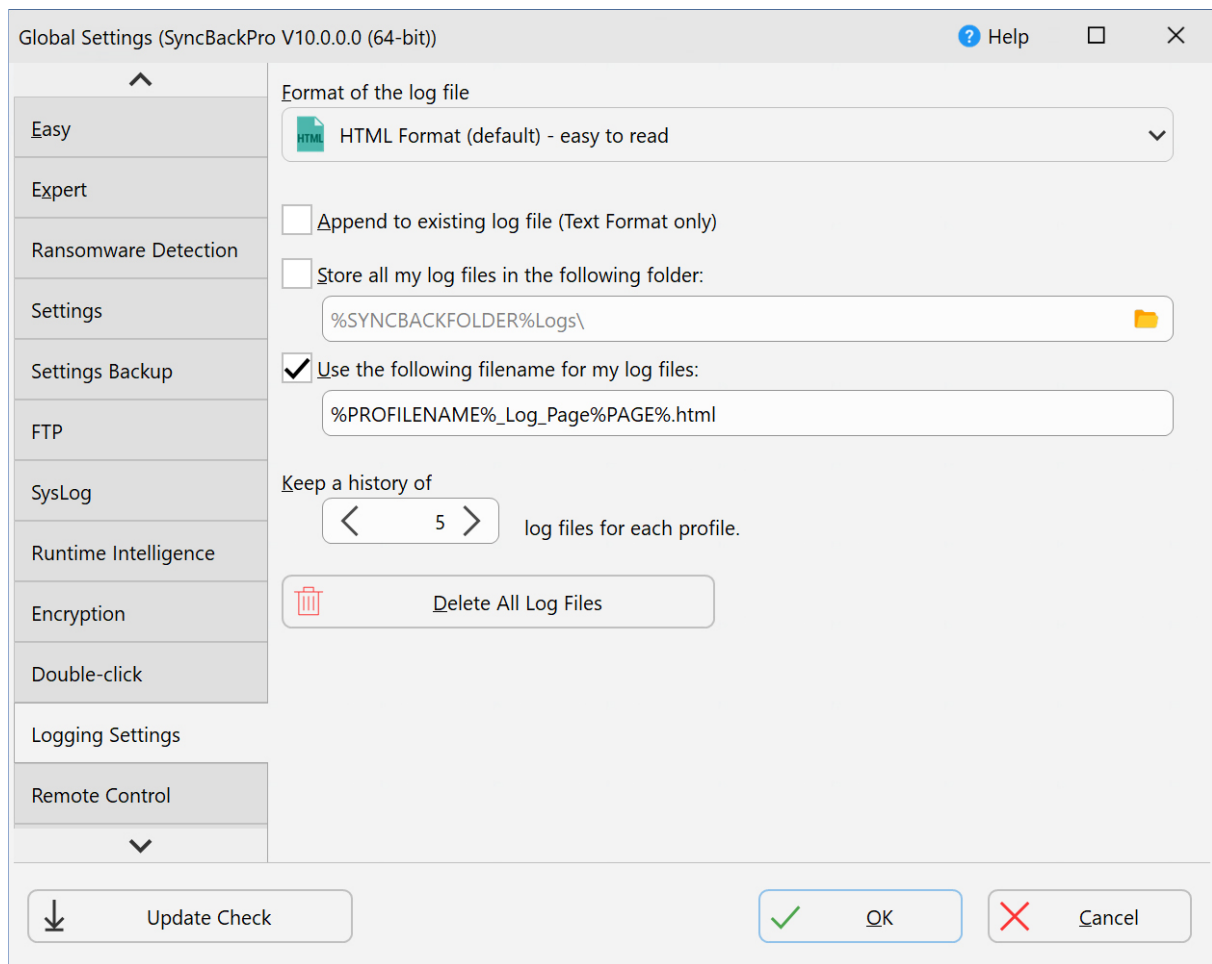 Global Settings (SyncBackPro V10.0.0.0 (64-bit))
? Help
Easy
Expert
Ransomware Detection
Settings
Settings Backup
FTP
SysLog
Runtime Intelligence
Encryption
Double-click
Logging Settings
Remote Control
Format of the log file
HTML HTML Format (default) - easy to read
Append to existing log file (Text Format only)
Store all my log files in the following folder:
%SYNCBACKFOLDER%Logs\
Use the following filename for my log files:
%PROFILENAME%_Log_Page%PAGE%.html
Keep a history of
5 log files for each profile.
Delete All Log Files
Update Check
OK
Cancel